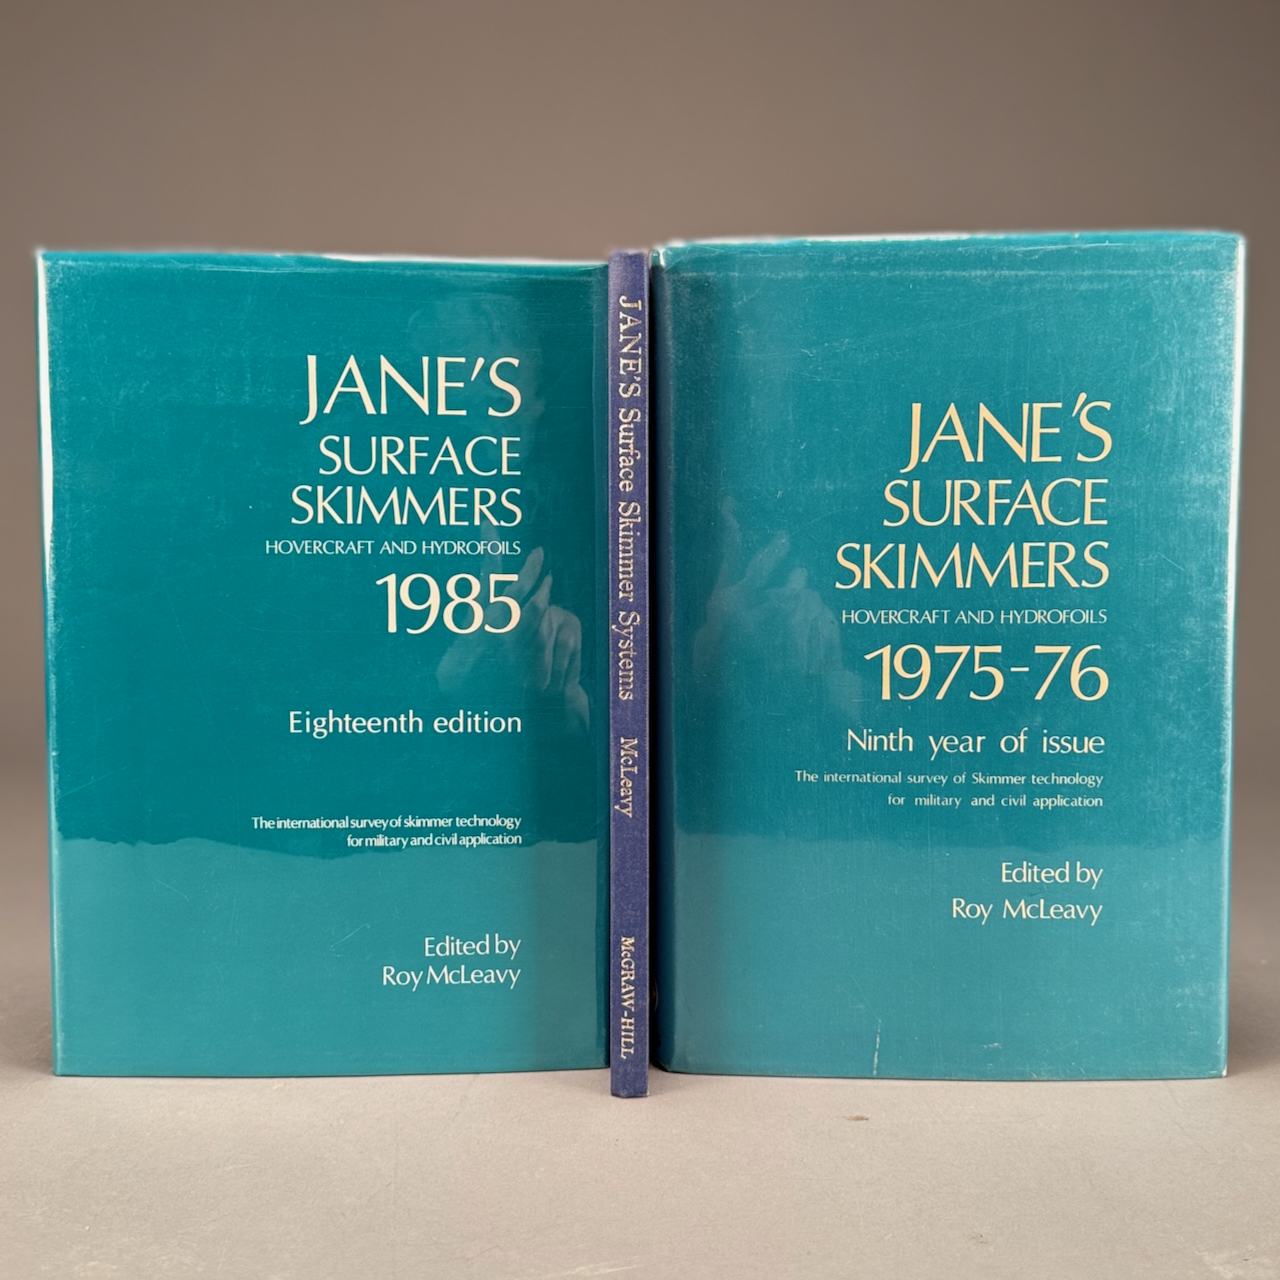 JANE'S
SURFACE
SKIMMERS
HOVERCRAFT AND HYDROFOILS
1985
Eighteenth edition
The international survey of skimmer technology
for military and civil application
Edited by
Roy McLeavy
JANE'S Surface Skimmer Systems McLeavy McGRAW-HILL
JANE'S
SURFACE
SKIMMERS
HOVERCRAFT AND HYDROFOILS
1975-76
Ninth year of issue
The international survey of Skimmer technology
for military and civil application
Edited by
Roy McLeavy